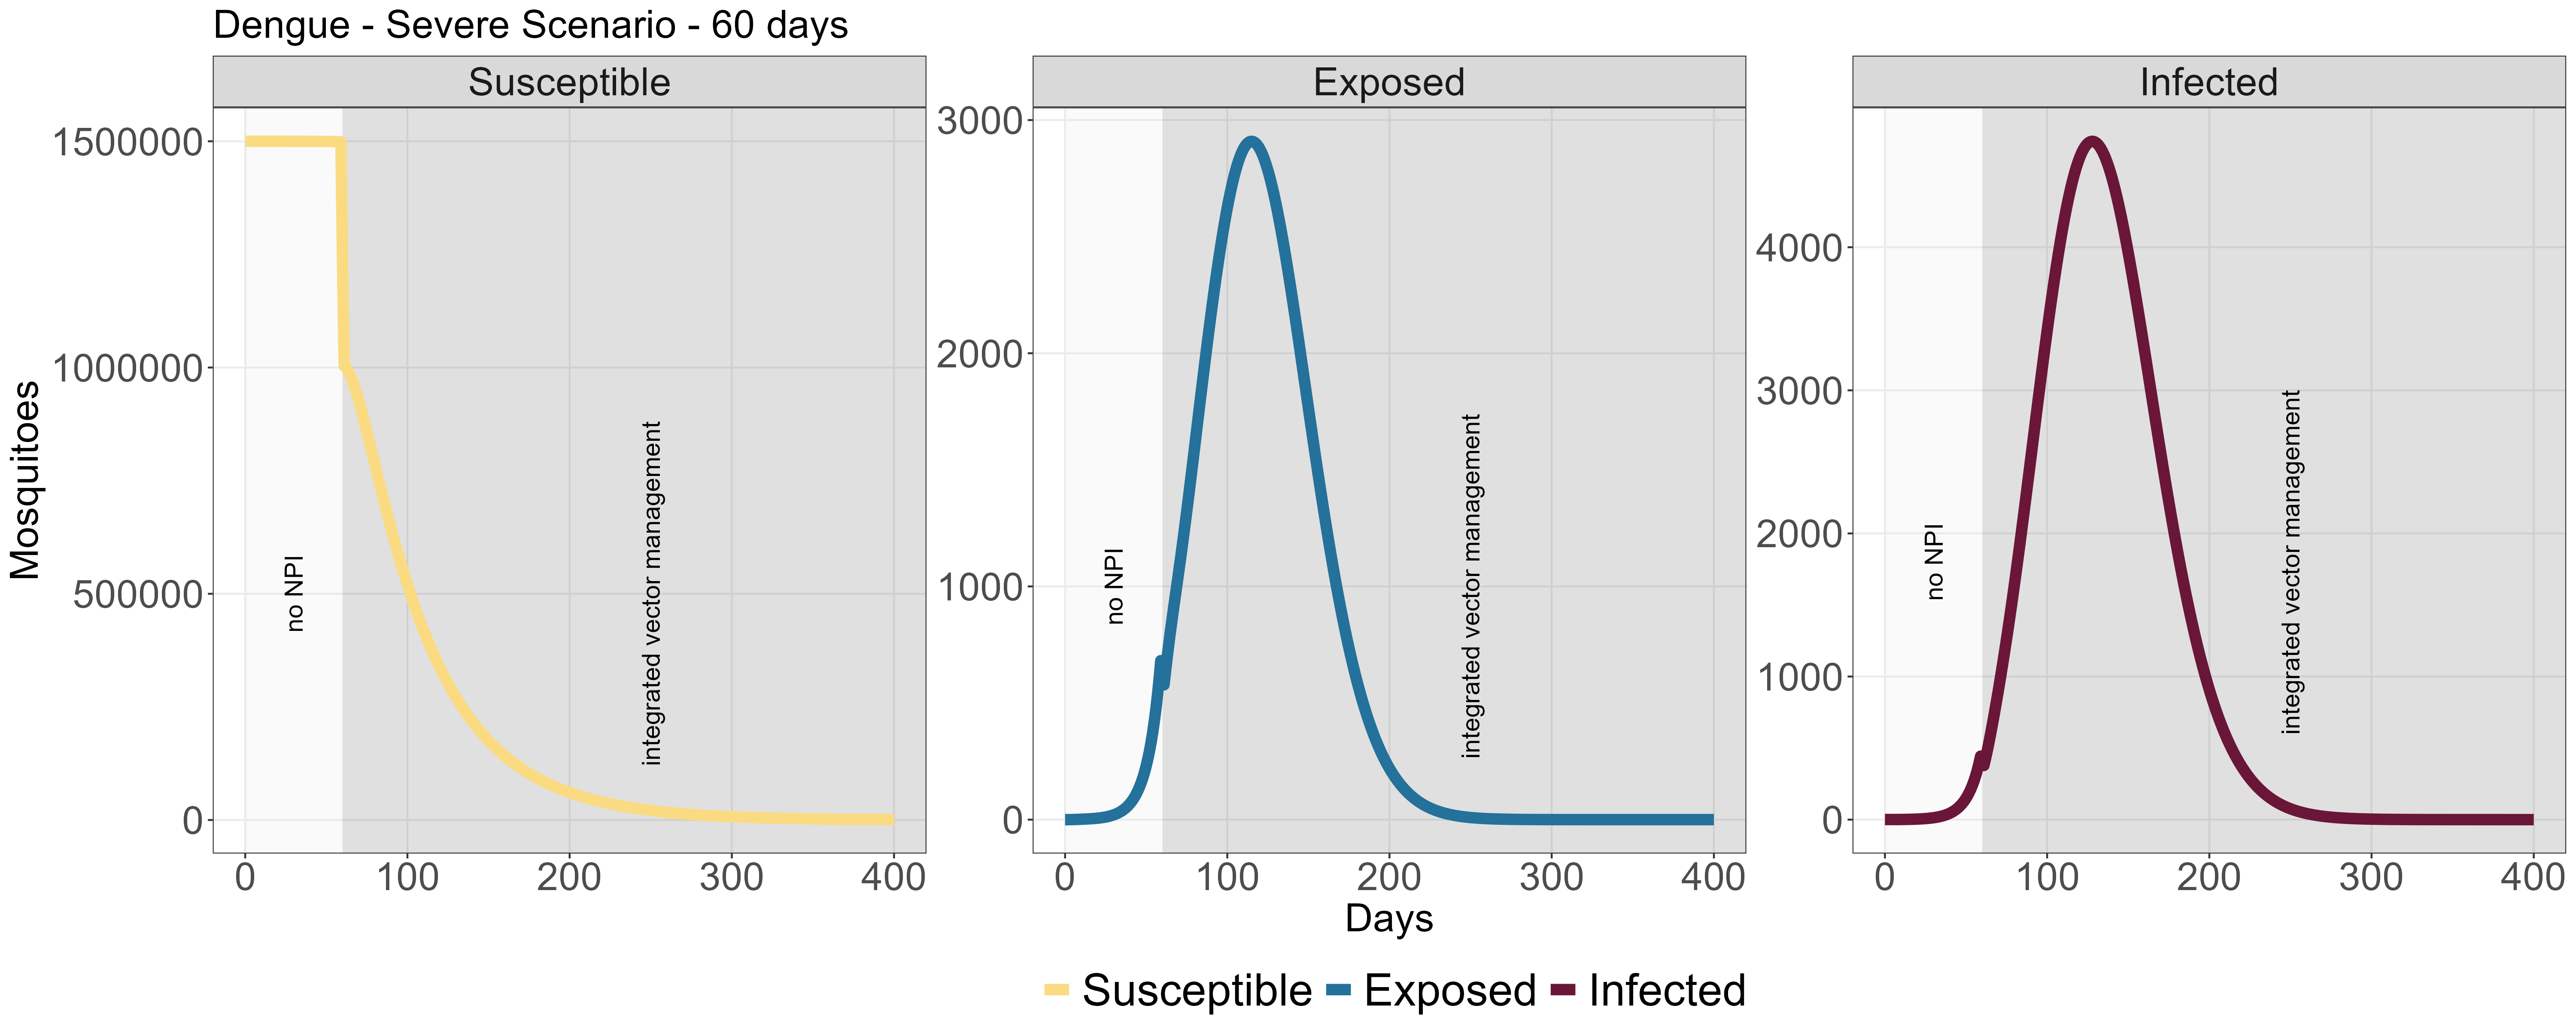 Dengue - Severe Scenario - 60 days
Susceptible
Exposed
Infected
Mosquitoes
1500000
1000000
500000
0
no NPI
integrated vector management
0 100 200 300 400
3000
2000
1000
0
no NPI
integrated vector management
0 100 200 300 400
4000
3000
2000
1000
0
no NPI
integrated vector management
0 100 200 300 400
Days
Susceptible Exposed Infected